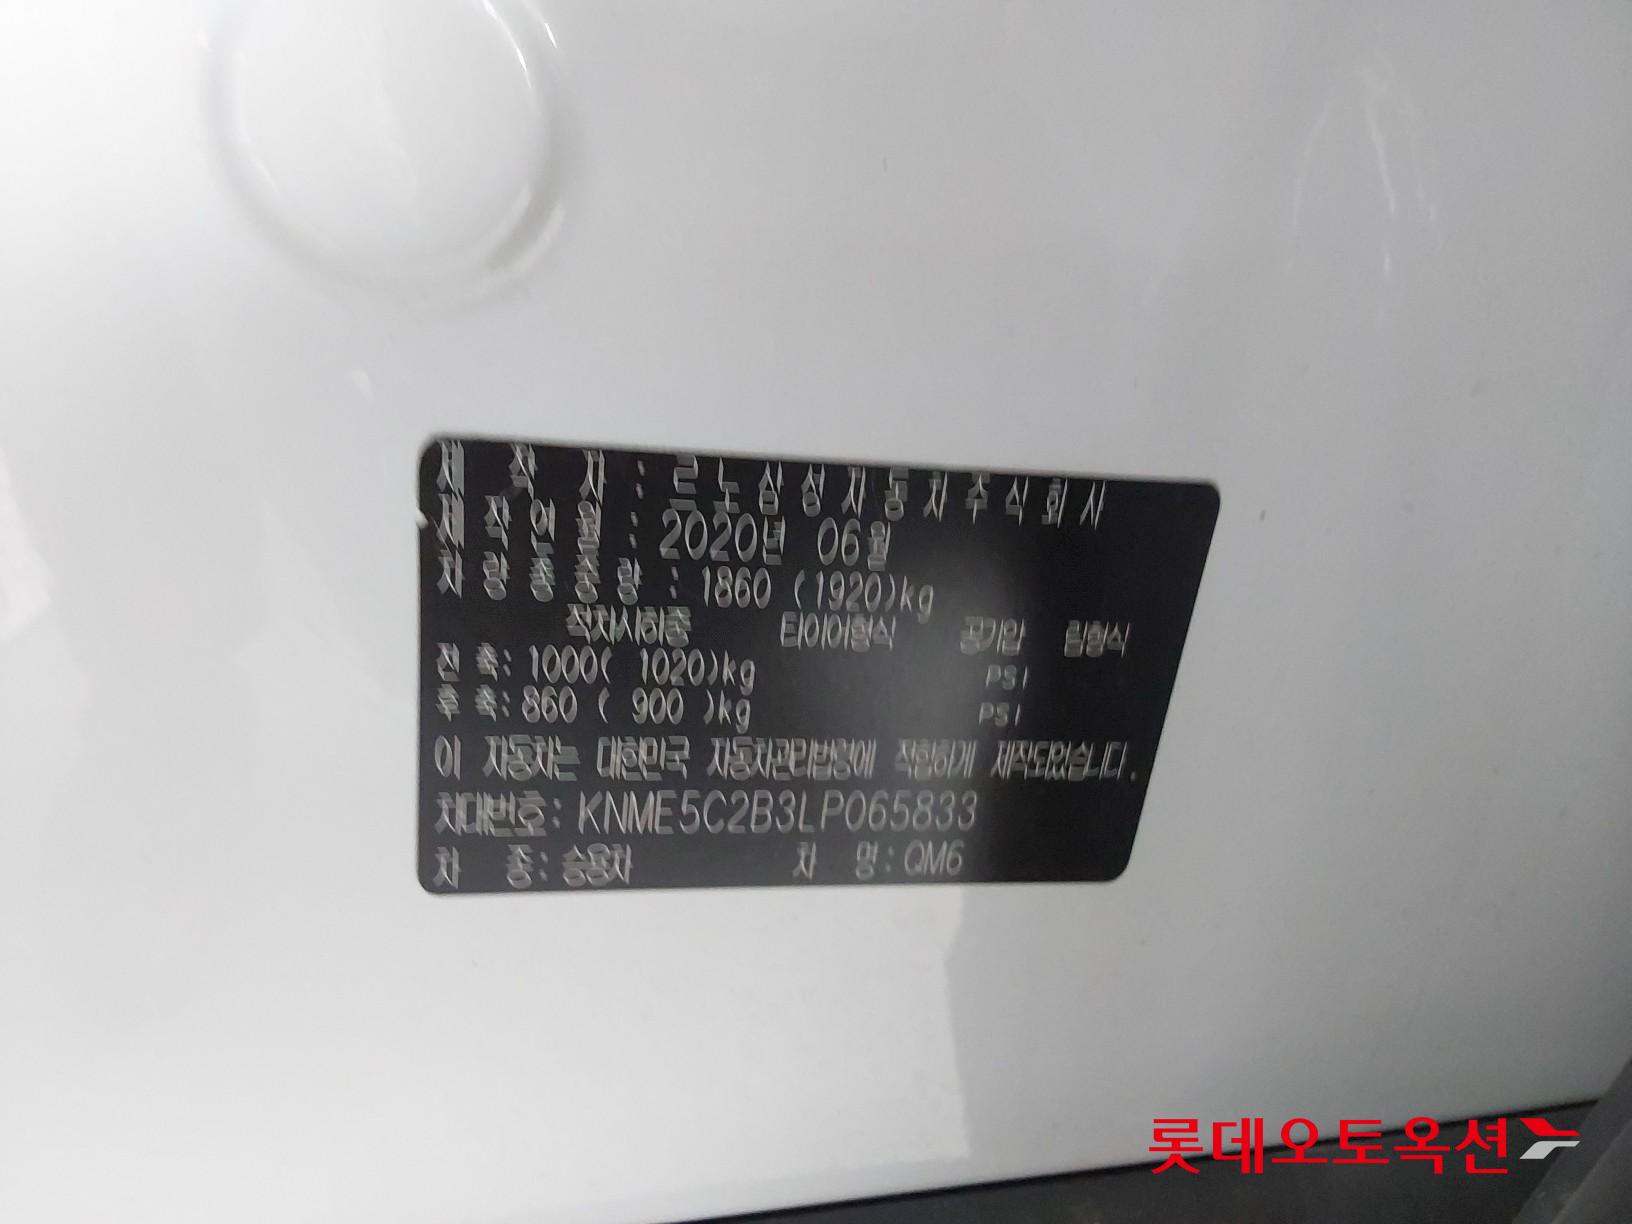 제 작 자 : 르노삼성자동차주식회사
제작연월 : 2020년 06월
차량총중량 : 1860 (1920)kg
적차시하중 타이어형식 공기압 림형식
전 축: 1000( 1020)kg PSI
후 축: 860 ( 900 )kg PSI
이 자동차는 대한민국 자동차관리법령에 적합하게 제작되었습니다.
차대번호: KNME5C2B3LP065833
차 종: 승용차 차 명: QM6
롯데오토옥션